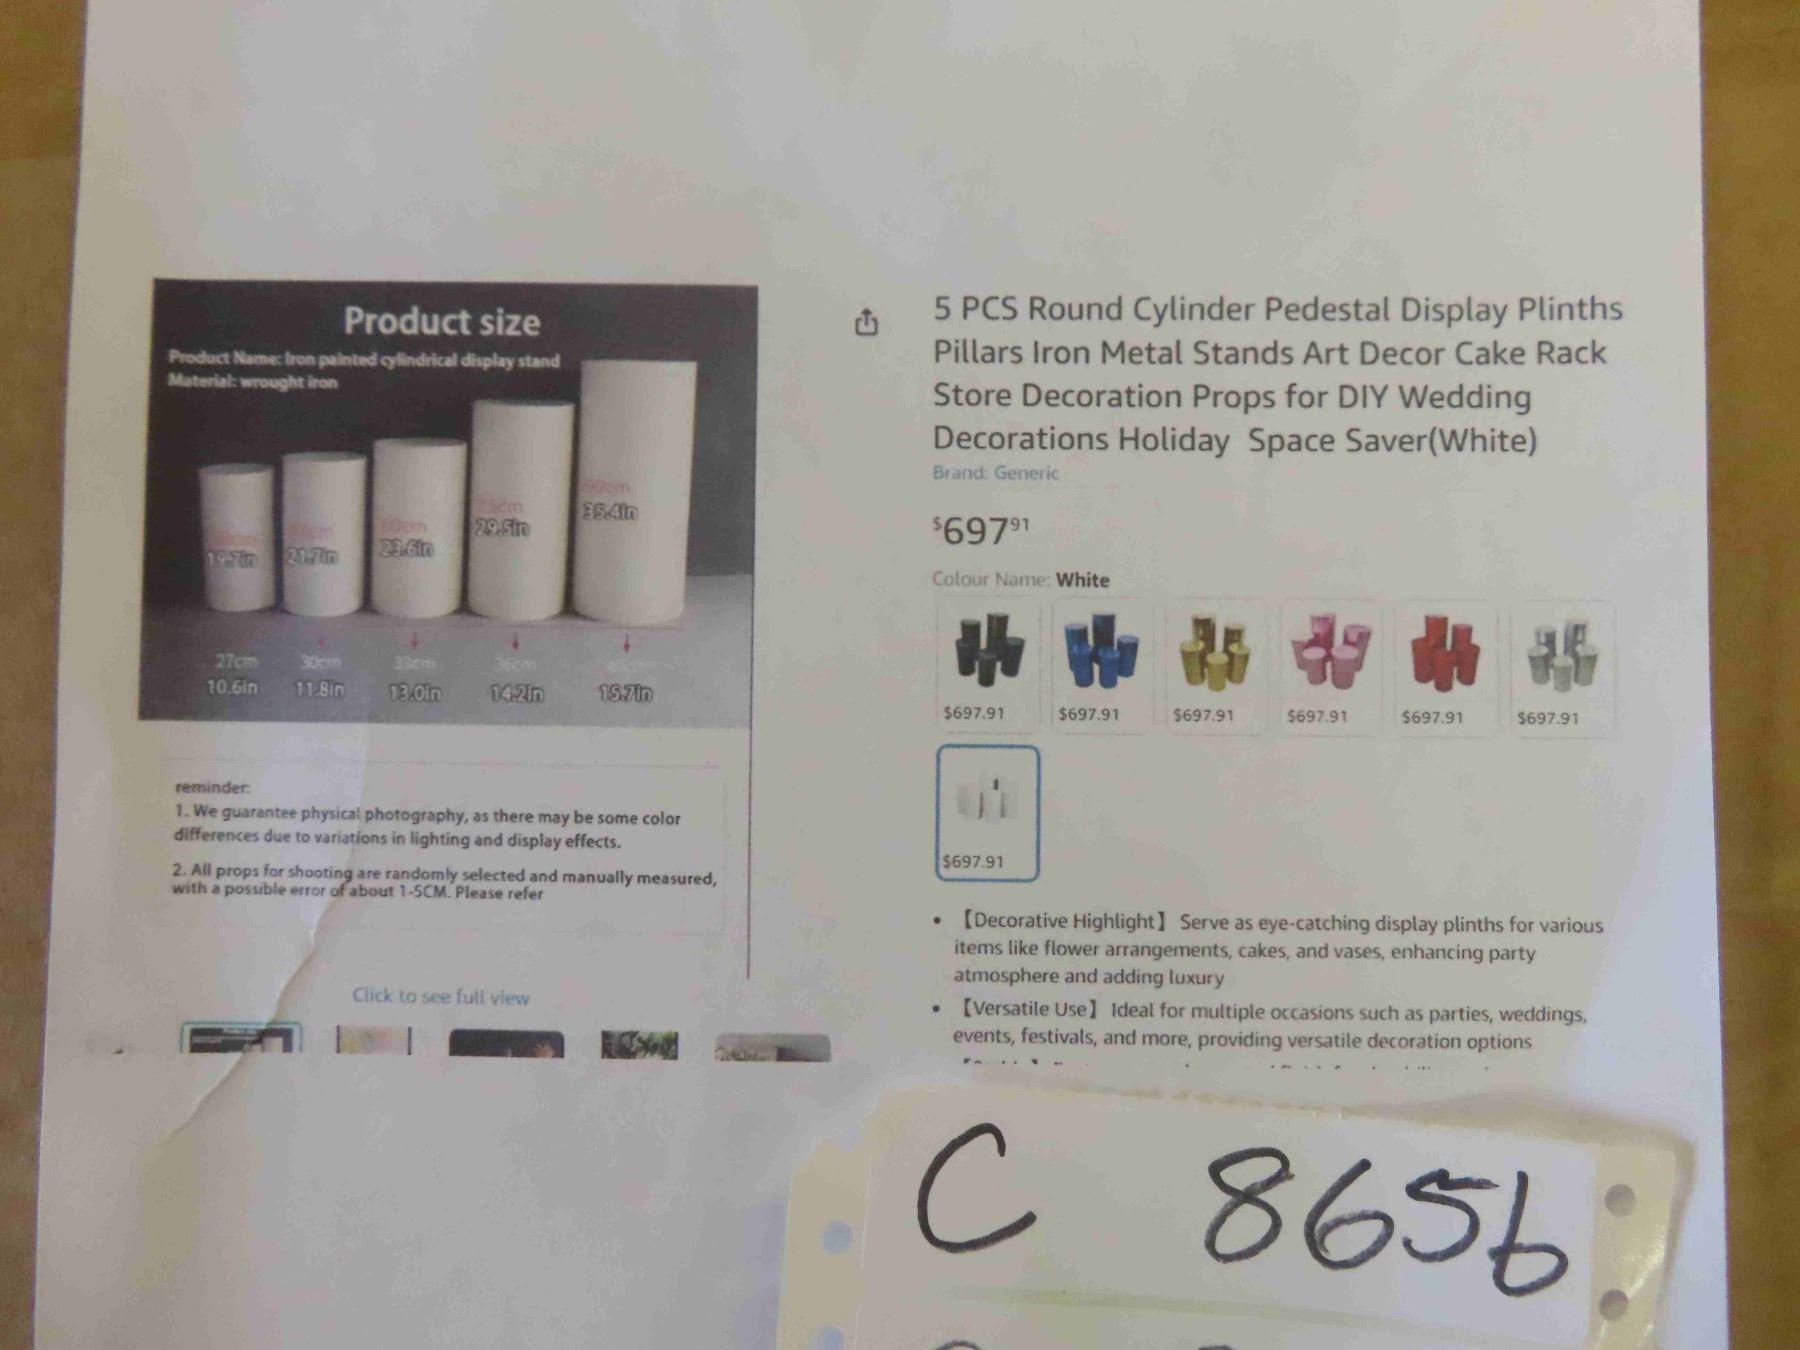 Product size
Product Name: Iron painted cylindrical display stand
Material: wrought iron
90cm
35.4in
75cm
29.5in
60cm
23.6in
21.7in
19.7in
27cm 30cm 33cm 36cm
10.6in 11.8in 13.0in 14.2in 15.7in
reminder:
1. We guarantee physical photography, as there may be some color
differences due to variations in lighting and display effects.
2. All props for shooting are randomly selected and manually measured,
with a possible error of about 1-5CM. Please refer
Click to see full view
5 PCS Round Cylinder Pedestal Display Plinths
Pillars Iron Metal Stands Art Decor Cake Rack
Store Decoration Props for DIY Wedding
Decorations Holiday Space Saver(White)
Brand: Generic
$697.91
Colour Name: White
$697.91 $697.91 $697.91 $697.91 $697.91 $697.91
$697.91
• 【Decorative Highlight】 Serve as eye-catching display plinths for various
items like flower arrangements, cakes, and vases, enhancing party
atmosphere and adding luxury
• 【Versatile Use】 Ideal for multiple occasions such as parties, weddings,
events, festivals, and more, providing versatile decoration options
C 8656